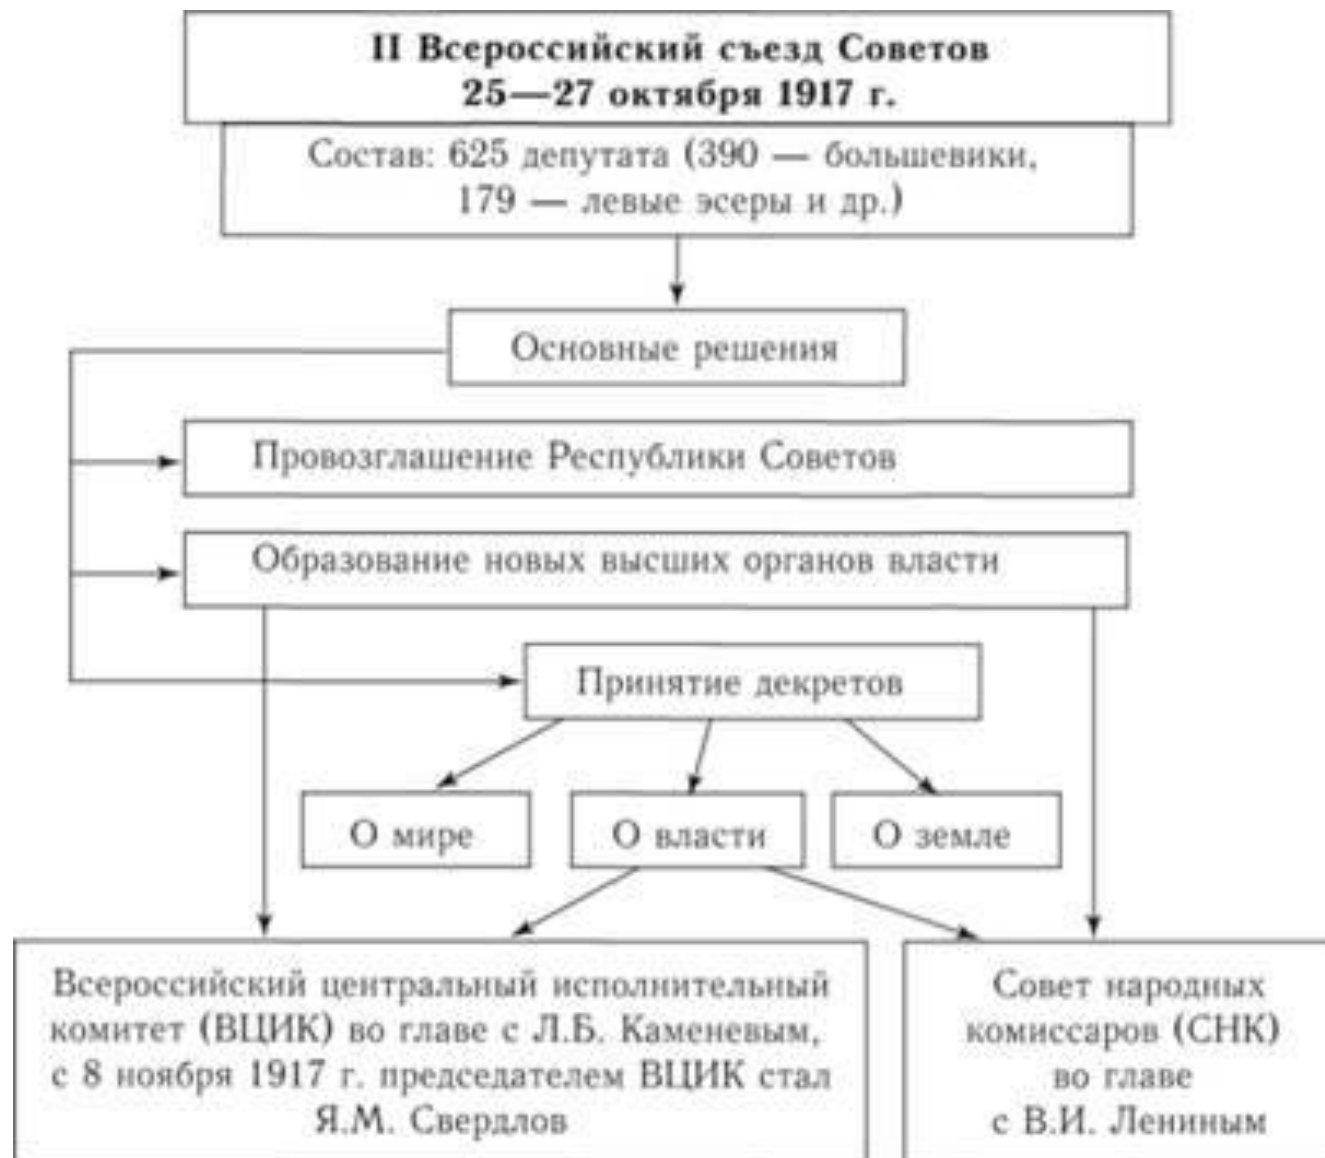 II Всероссийский съезд Советов
25—27 октября 1917 г.
Состав: 625 депутата (390 — большевики,
179 — левые эсеры и др.)
Основные решения
Провозглашение Республики Советов
Образование новых высших органов власти
Принятие декретов
О мире
О власти
О земле
Всероссийский центральный исполнительный
комитет (ВЦИК) во главе с Л.Б. Каменевым,
с 8 ноября 1917 г. председателем ВЦИК стал
Я.М. Свердлов
Совет народных
комиссаров (СНК)
во главе
с В.И. Лениным